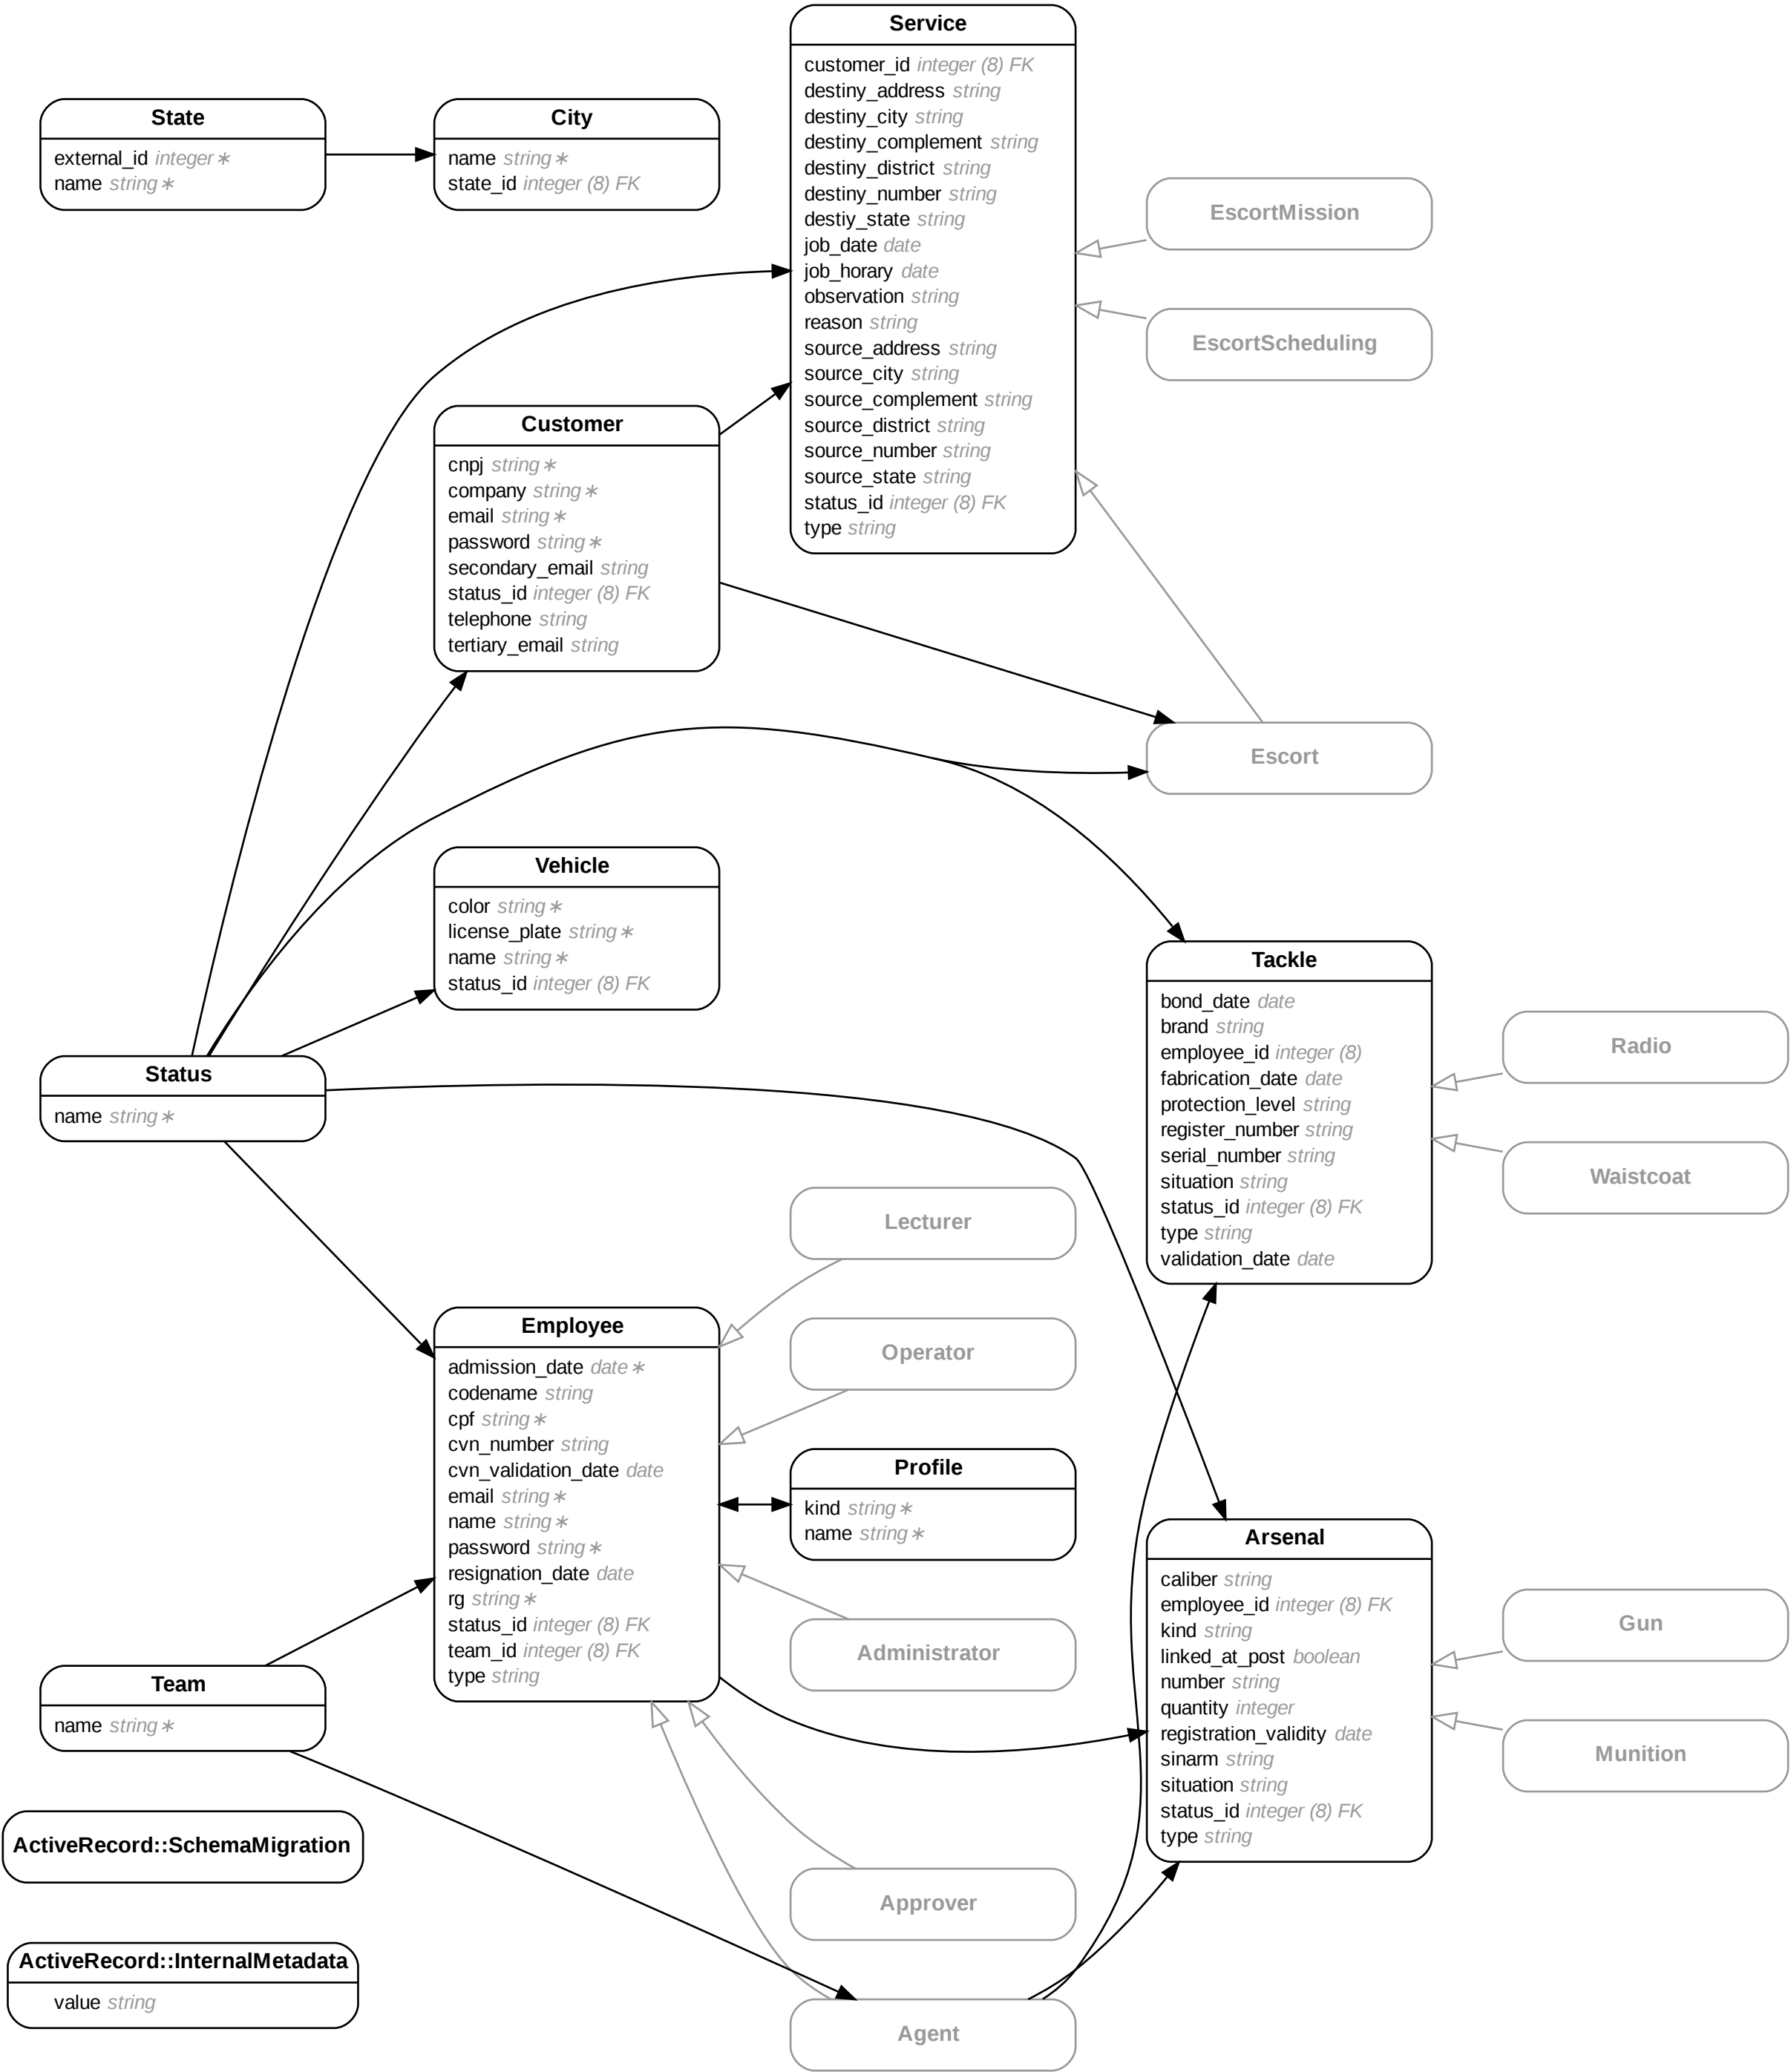 State
external_id integer ∗
name string ∗
City
name string ∗
state_id integer (8) FK
Service
customer_id integer (8) FK
destiny_address string
destiny_city string
destiny_complement string
destiny_district string
destiny_number string
destiy_state string
job_date date
job_horary date
observation string
reason string
source_address string
source_city string
source_complement string
source_district string
source_number string
source_state string
status_id integer (8) FK
type string
EscortMission
EscortScheduling
Customer
cnpj string ∗
company string ∗
email string ∗
password string ∗
secondary_email string
status_id integer (8) FK
telephone string
tertiary_email string
Escort
Vehicle
color string ∗
license_plate string ∗
name string ∗
status_id integer (8) FK
Status
name string ∗
Tackle
bond_date date
brand string
employee_id integer (8)
fabrication_date date
protection_level string
register_number string
serial_number string
situation string
status_id integer (8) FK
type string
validation_date date
Radio
Waistcoat
Lecturer
Operator
Employee
admission_date date ∗
codename string
cpf string ∗
cvn_number string
cvn_validation_date date
email string ∗
name string ∗
password string ∗
resignation_date date
rg string ∗
status_id integer (8) FK
team_id integer (8) FK
type string
Profile
kind string ∗
name string ∗
Administrator
Arsenal
caliber string
employee_id integer (8) FK
kind string
linked_at_post boolean
number string
quantity integer
registration_validity date
sinarm string
situation string
status_id integer (8) FK
type string
Gun
Munition
Team
name string ∗
ActiveRecord::SchemaMigration
Approver
ActiveRecord::InternalMetadata
value string
Agent